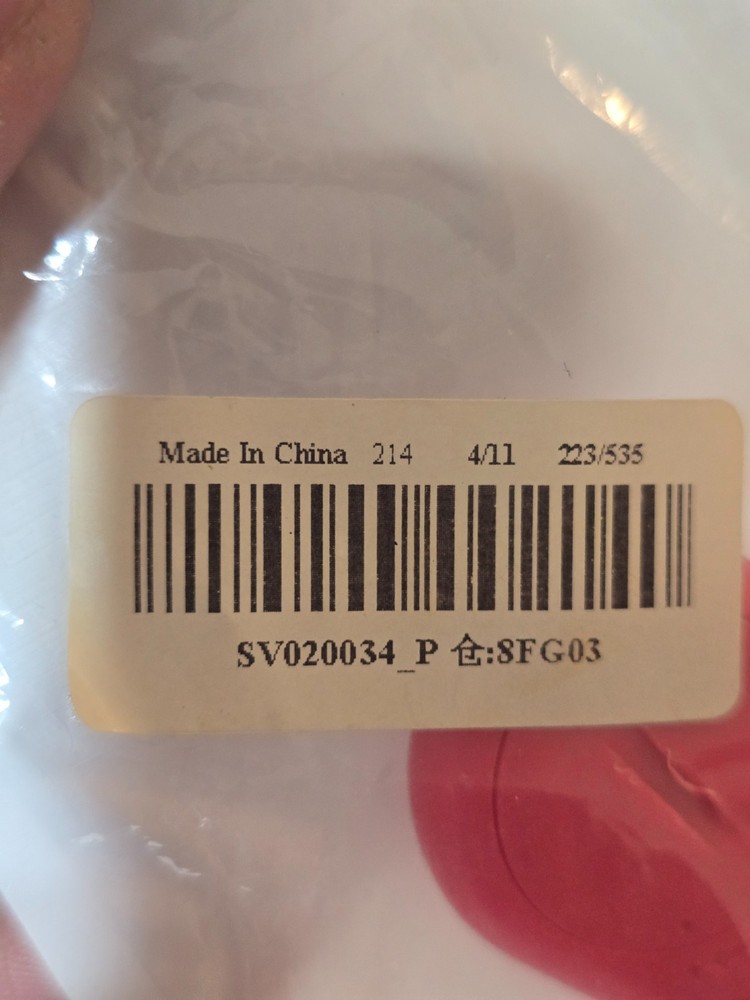 Made In China 214 4/11 223/535
SV020034_P 仓:8FG03